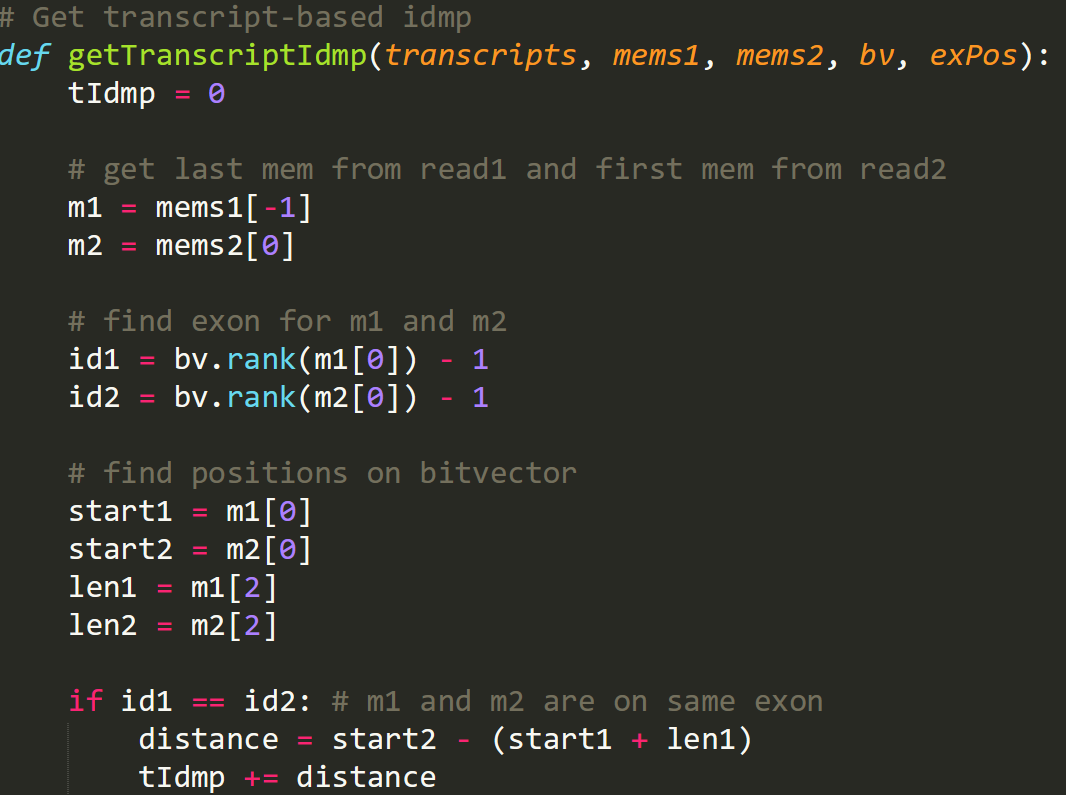 # Get transcript-based idmp
def getTranscriptIdmp(transcripts, mems1, mems2, bv, exPos):
    tIdmp = 0

    # get last mem from read1 and first mem from read2
    m1 = mems1[-1]
    m2 = mems2[0]

    # find exon for m1 and m2
    id1 = bv.rank(m1[0]) - 1
    id2 = bv.rank(m2[0]) - 1

    # find positions on bitvector
    start1 = m1[0]
    start2 = m2[0]
    len1 = m1[2]
    len2 = m2[2]

    if id1 == id2: # m1 and m2 are on same exon
        distance = start2 - (start1 + len1)
        tIdmp += distance